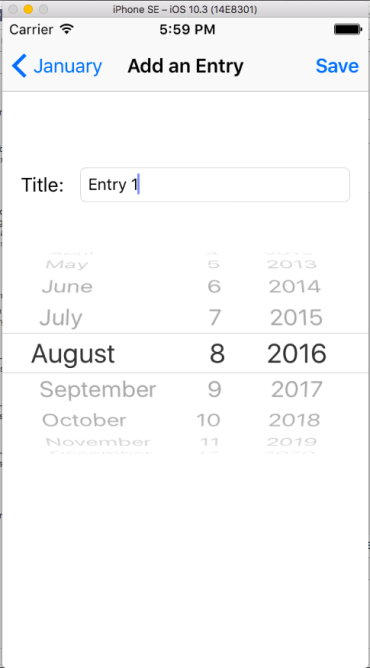 iPhone SE – iOS 10.3 (14E8301)
Carrier 5:59 PM
January Add an Entry Save
Title: Entry 1
May 5 2013
June 6 2014
July 7 2015
August 8 2016
September 9 2017
October 10 2018
November 11 2019